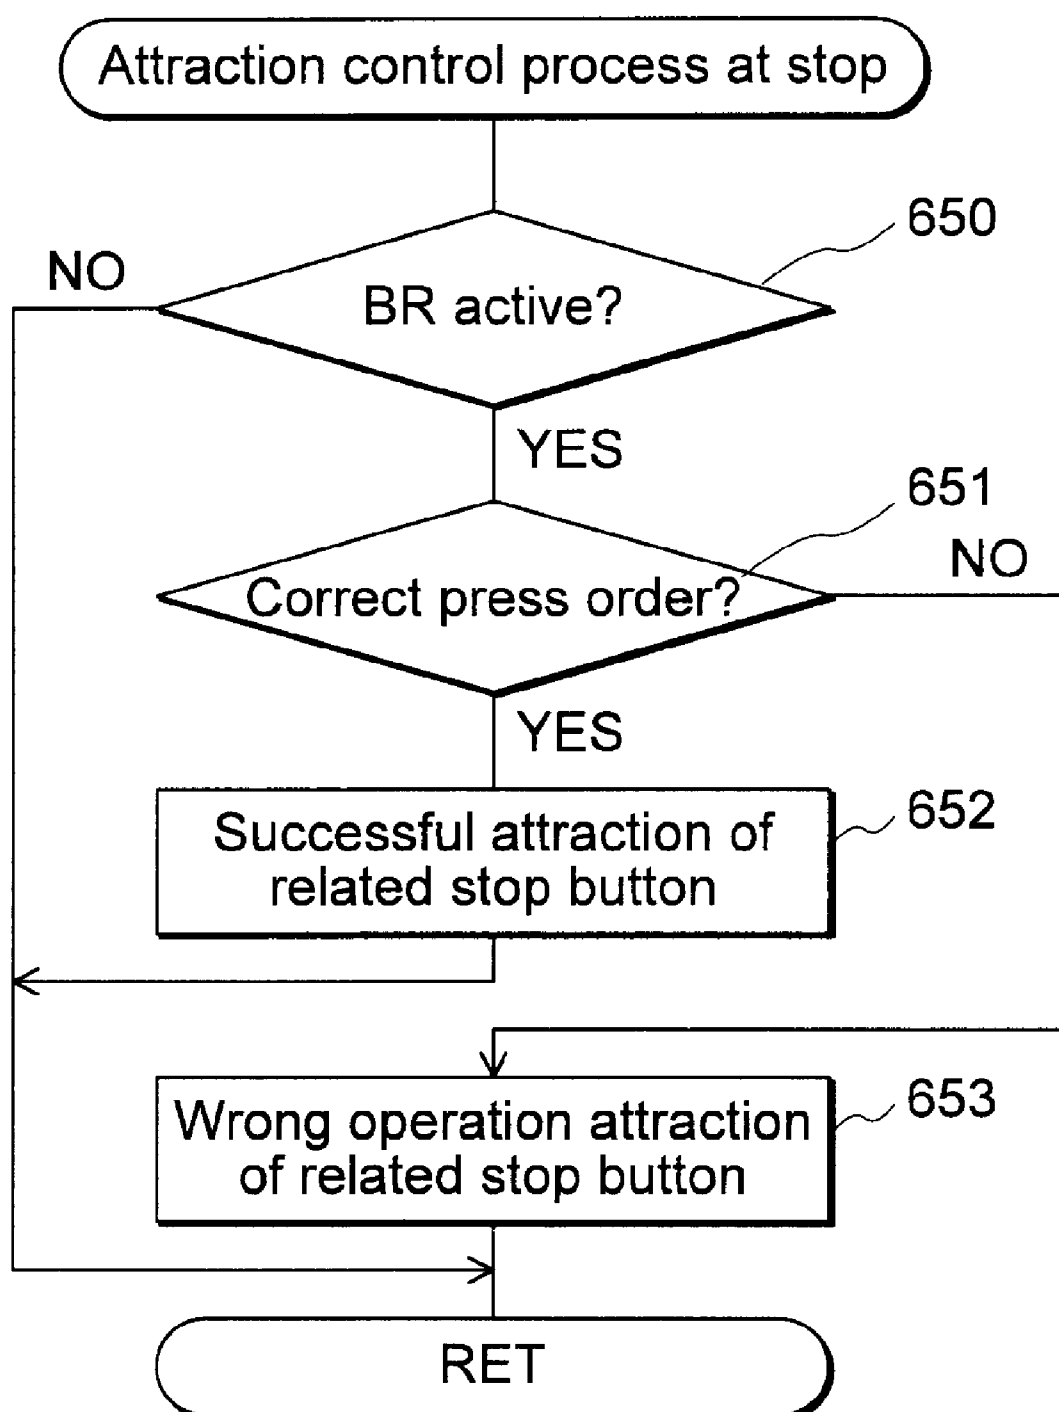 Attraction control process at stop
650
NO
BR active?
YES
651
NO
Correct press order?
YES
652
Successful attraction of
related stop button
653
Wrong operation attraction
of related stop button
RET